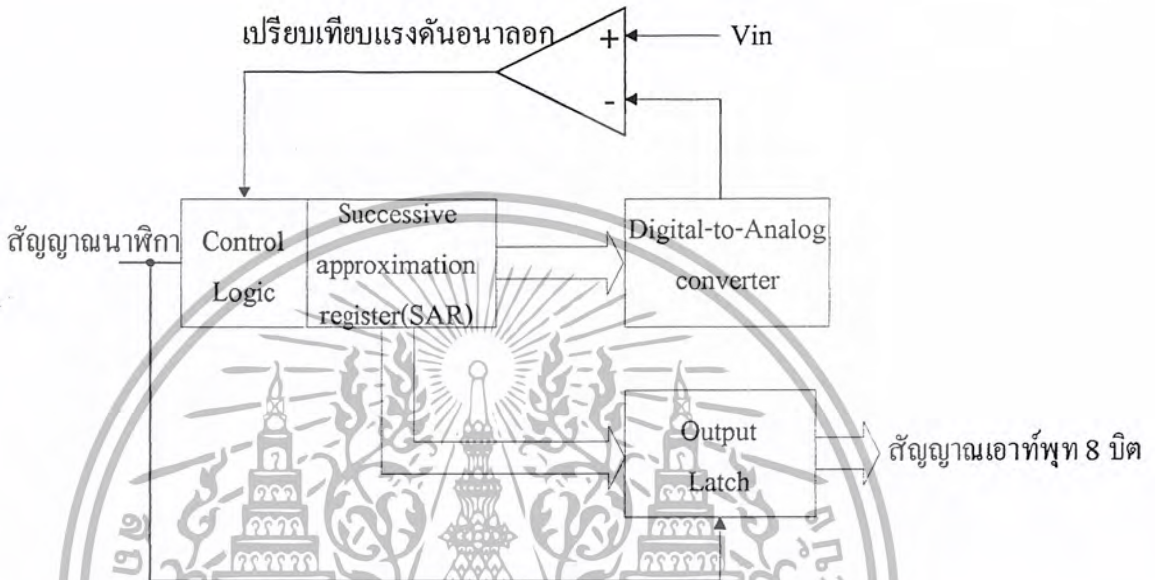 เปรียบเทียบแรงดันอนาลอก
+
Vin
-
สัญญาณนาฬิกา
Control
Logic
Successive
approximation
register(SAR)
Digital-to-Analog
converter
Output
Latch
สัญญาณเอาท์พุท 8 บิต